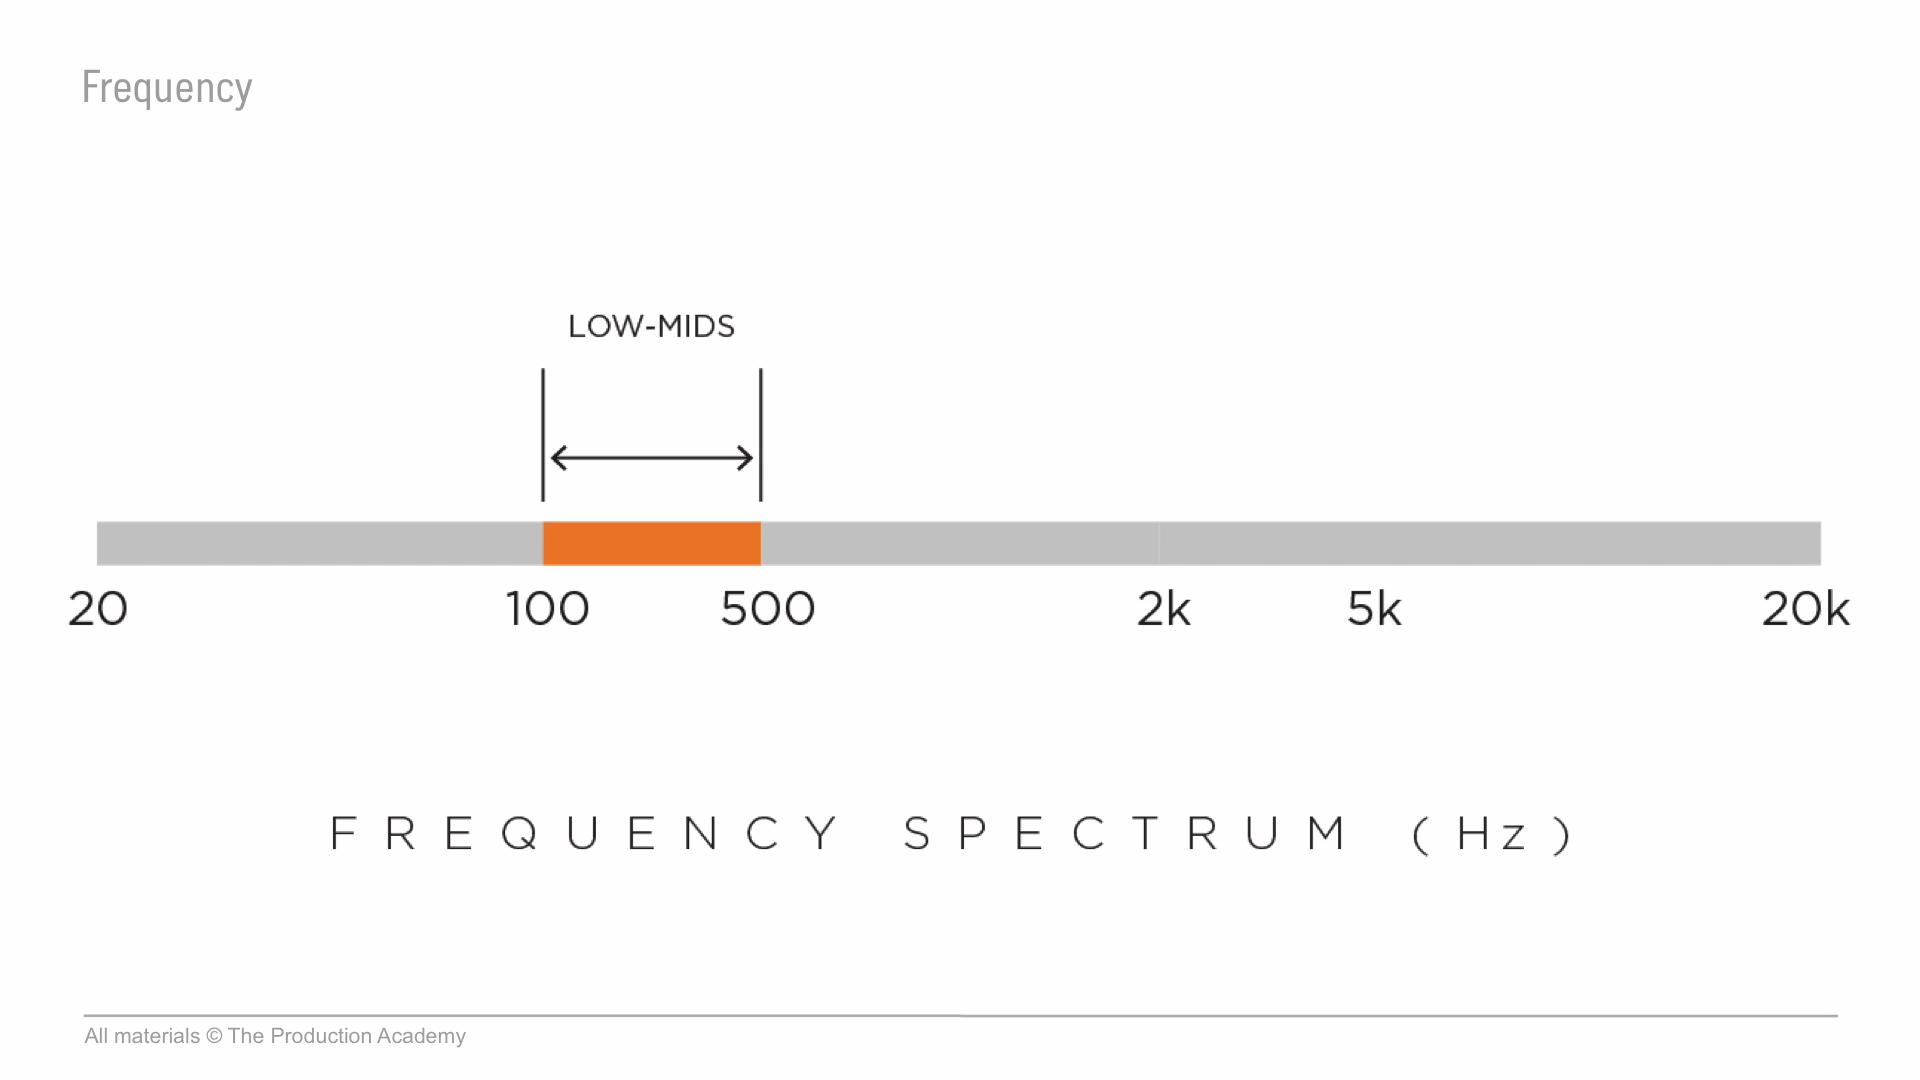 Frequency
LOW-MIDS
20 100 500 2k 5k 20k
FREQUENCY SPECTRUM (Hz)
All materials © The Production Academy